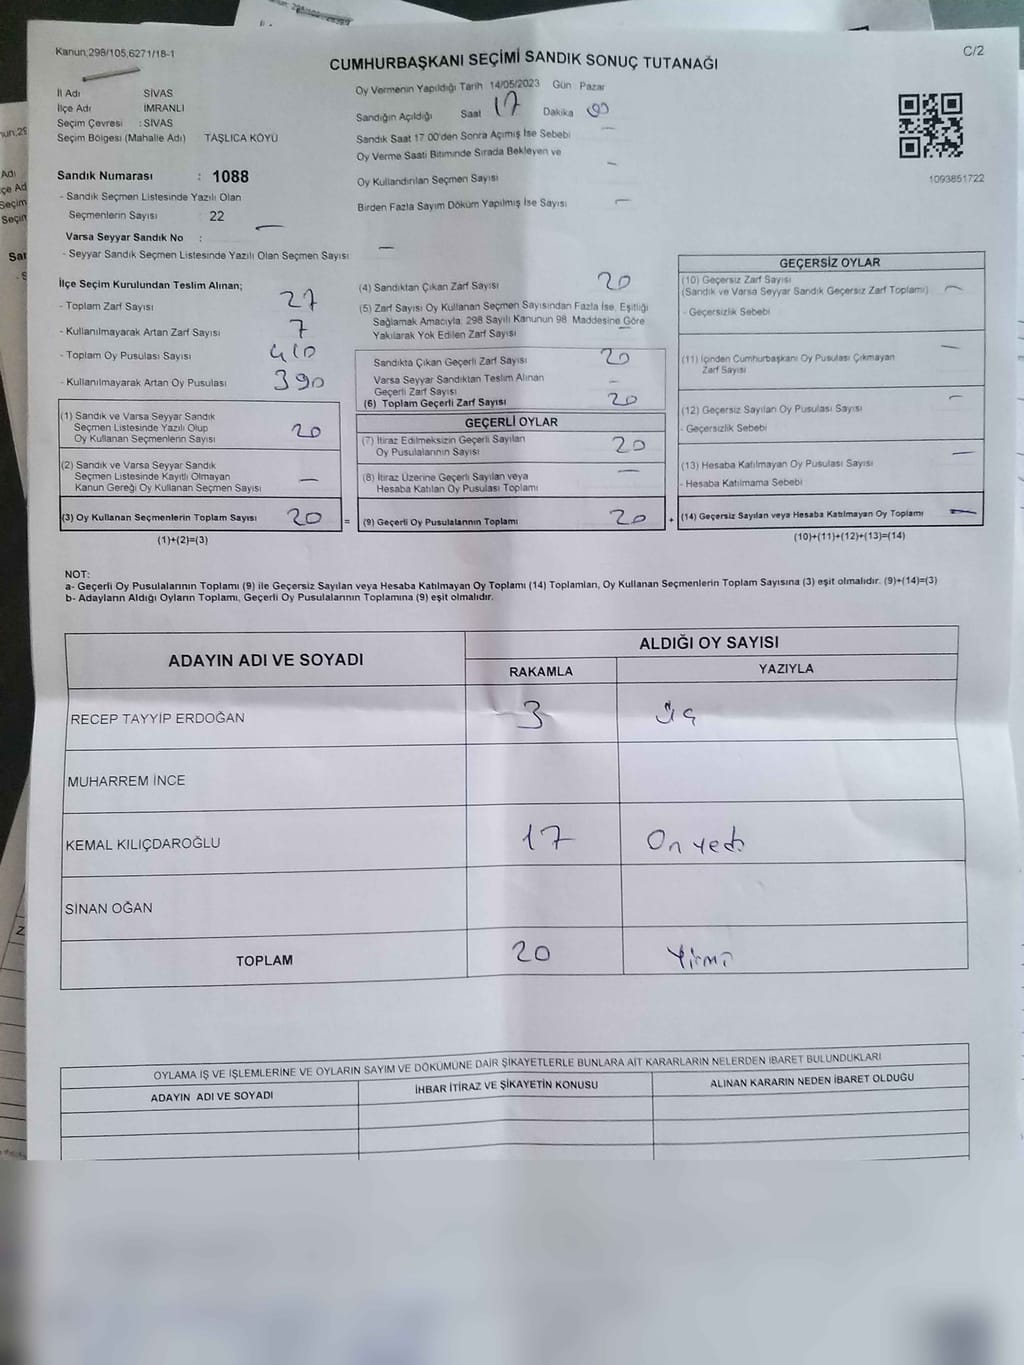 Kanun;298/105,6271/18-1
C/2
CUMHURBAŞKANI SEÇİMİ SANDIK SONUÇ TUTANAĞI
İl Adı SİVAS
İlçe Adı İMRANLI
Seçim Çevresi : SİVAS
Seçim Bölgesi (Mahalle Adı) TAŞLICA KÖYÜ
Oy Vermenin Yapıldığı Tarih 14/05/2023 Gün Pazar
Sandığın Açıldığı Saat 17 Dakika
Sandık Saat 17:00'den Sonra Açımış İse Sebebi —
Oy Verme Saati Bitiminde Sırada Bekleyen ve
Oy Kullandırılan Seçmen Sayısı —
Birden Fazla Sayım Döküm Yapılmış İse Sayısı —
1093851722
Sandık Numarası : 1088
- Sandık Seçmen Listesinde Yazılı Olan
Seçmenlerin Sayısı 22
Varsa Seyyar Sandık No : —
- Seyyar Sandık Seçmen Listesinde Yazılı Olan Seçmen Sayısı —
İlçe Seçim Kurulundan Teslim Alınan;
- Toplam Zarf Sayısı 27
- Kullanılmayarak Artan Zarf Sayısı 7
- Toplam Oy Pusulası Sayısı 410
- Kullanılmayarak Artan Oy Pusulası 390
(1) Sandık ve Varsa Seyyar Sandık
Seçmen Listesinde Yazılı Olup
Oy Kullanan Seçmenlerin Sayısı 20
(2) Sandık ve Varsa Seyyar Sandık
Seçmen Listesinde Kayıtlı Olmayan
Kanun Gereği Oy Kullanan Seçmen Sayısı —
(3) Oy Kullanan Seçmenlerin Toplam Sayısı 20 =
(1)+(2)=(3)
(4) Sandıktan Çıkan Zarf Sayısı 20
(5) Zarf Sayısı Oy Kullanan Seçmen Sayısından Fazla İse, Eşitliği
Sağlamak Amacıyla, 298 Sayılı Kanunun 98. Maddesine Göre
Yakılarak Yok Edilen Zarf Sayısı —
Sandıkta Çıkan Geçerli Zarf Sayısı 20
Varsa Seyyar Sandıktan Teslim Alınan
Geçerli Zarf Sayısı —
(6) Toplam Geçerli Zarf Sayısı 20
GEÇERLİ OYLAR
(7) İtiraz Edilmeksizin Geçerli Sayılan
Oy Pusulalarının Sayısı 20
(8) İtiraz Üzerine Geçerli Sayılan veya
Hesaba Katılan Oy Pusulası Toplamı —
(9) Geçerli Oy Pusulalarının Toplamı 20 +
GEÇERSİZ OYLAR
(10) Geçersiz Zarf Sayısı
(Sandık ve Varsa Seyyar Sandık Geçersiz Zarf Toplamı) —
- Geçersizlik Sebebi
(11) İçinden Cumhurbaşkanı Oy Pusulası Çıkmayan —
Zarf Sayısı
(12) Geçersiz Sayılan Oy Pusulası Sayısı —
- Geçersizlik Sebebi
(13) Hesaba Katılmayan Oy Pusulası Sayısı —
- Hesaba Katılmama Sebebi
(14) Geçersiz Sayılan veya Hesaba Katılmayan Oy Toplamı —
(10)+(11)+(12)+(13)=(14)
NOT:
a- Geçerli Oy Pusulalarının Toplamı (9) ile Geçersiz Sayılan veya Hesaba Katılmayan Oy Toplamı (14) Toplamları, Oy Kullanan Seçmenlerin Toplam Sayısına (3) eşit olmalıdır. (9)+(14)=(3)
b- Adayların Aldığı Oyların Toplamı, Geçerli Oy Pusulalarının Toplamına (9) eşit olmalıdır.
ADAYIN ADI VE SOYADI
ALDIĞI OY SAYISI
RAKAMLA YAZIYLA
RECEP TAYYİP ERDOĞAN 3 üç
MUHARREM İNCE
KEMAL KILIÇDAROĞLU 17 On yedi
SİNAN OĞAN
TOPLAM 20 Yirmi
OYLAMA İŞ VE İŞLEMLERİNE VE OYLARIN SAYIM VE DÖKÜMÜNE DAİR ŞİKAYETLERLE BUNLARA AİT KARARLARIN NELERDEN İBARET BULUNDUKLARI
ADAYIN ADI VE SOYADI İHBAR İTİRAZ VE ŞİKAYETİN KONUSU ALINAN KARARIN NEDEN İBARET OLDUĞU